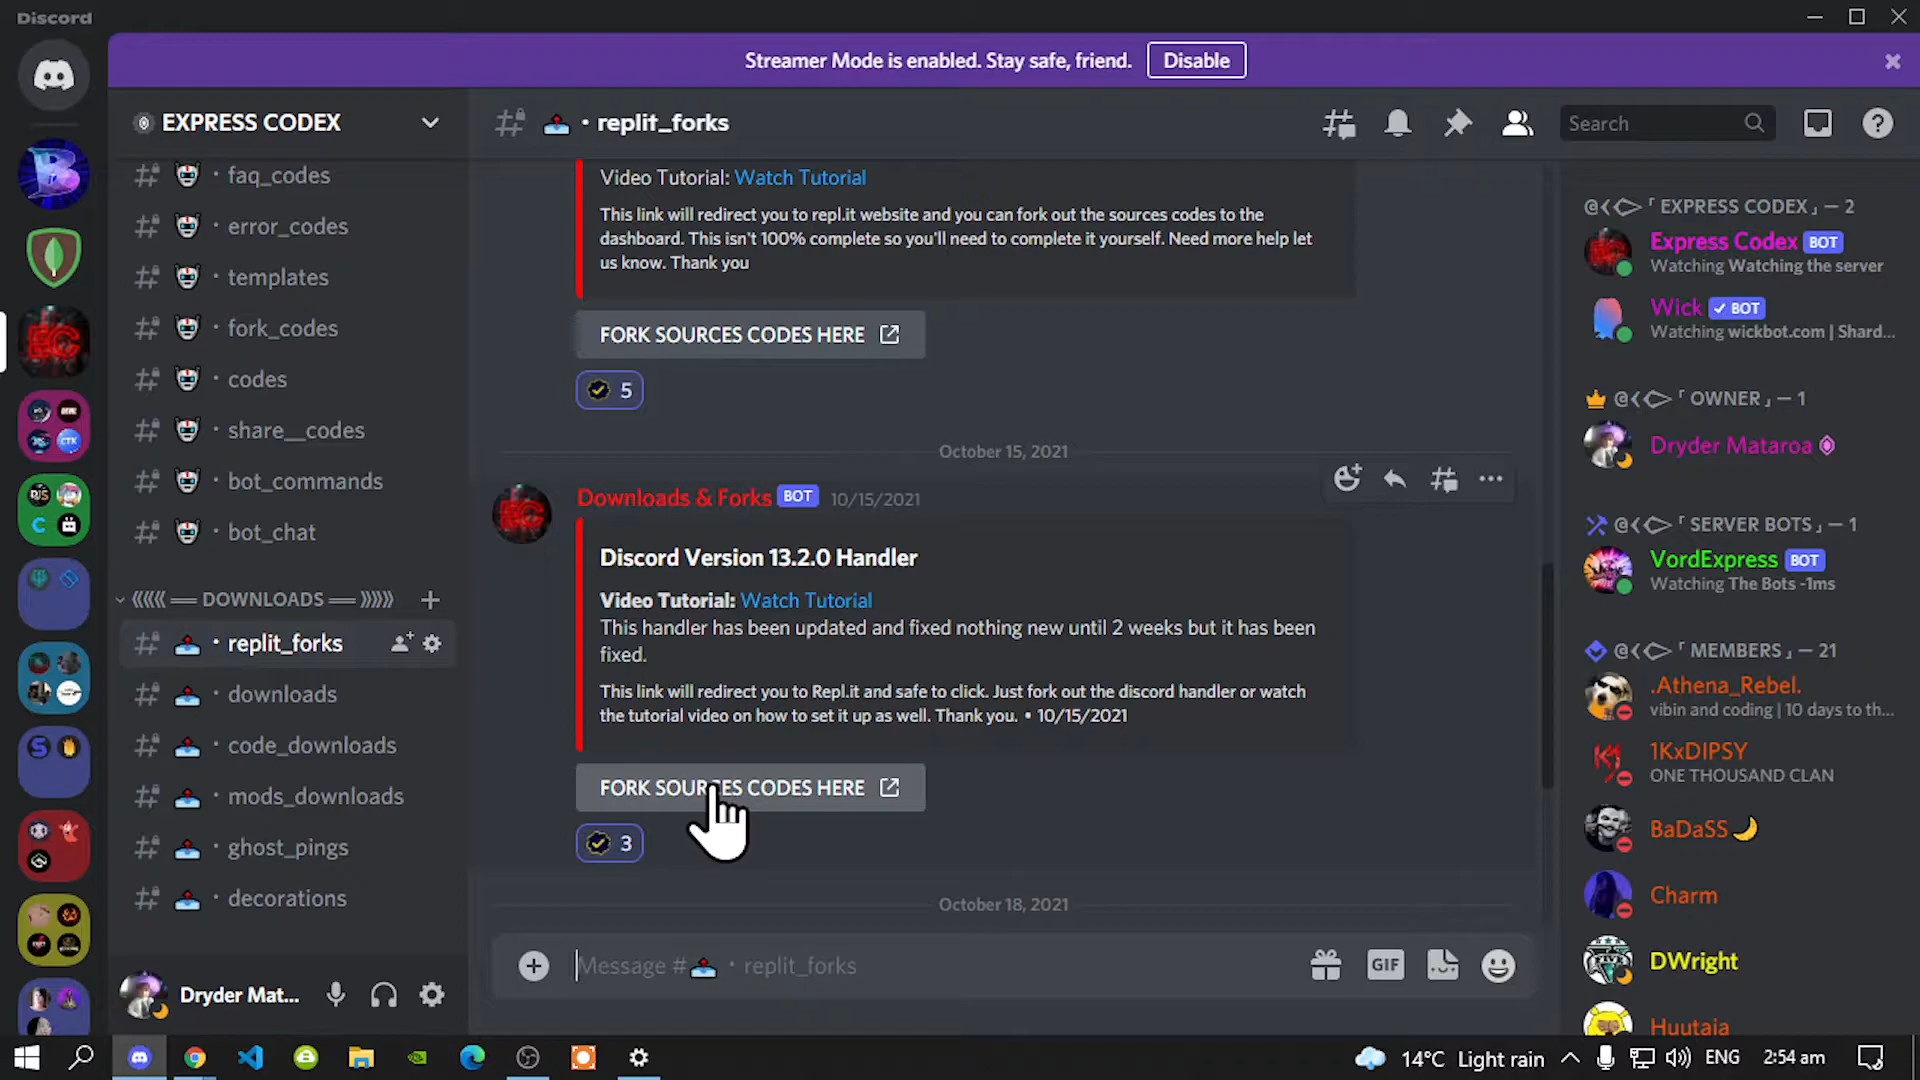 Discord
Streamer Mode is enabled. Stay safe, friend.
Disable
EXPRESS CODEX
• replit_forks
Search
• faq_codes
• error_codes
• templates
• fork_codes
• codes
• share__codes
• bot_commands
• bot_chat
DOWNLOADS
• replit_forks
• downloads
• code_downloads
• mods_downloads
• ghost_pings
• decorations
Dryder Mat...
Video Tutorial: Watch Tutorial
This link will redirect you to repl.it website and you can fork out the sources codes to the
dashboard. This isn't 100% complete so you'll need to complete it yourself. Need more help let
us know. Thank you
FORK SOURCES CODES HERE
5
October 15, 2021
Downloads & Forks BOT 10/15/2021
Discord Version 13.2.0 Handler
Video Tutorial: Watch Tutorial
This handler has been updated and fixed nothing new until 2 weeks but it has been
fixed.
This link will redirect you to Repl.it and safe to click. Just fork out the discord handler or watch
the tutorial video on how to set it up as well. Thank you. • 10/15/2021
FORK SOURCES CODES HERE
3
October 18, 2021
Message # • replit_forks
GIF
「 EXPRESS CODEX 」 — 2
Express Codex BOT
Watching Watching the server
Wick ✓ BOT
Watching wickbot.com | Shard...
「 OWNER 」 — 1
Dryder Mataroa
「 SERVER BOTS 」 — 1
VordExpress BOT
Watching The Bots -1ms
「 MEMBERS 」 — 21
.Athena_Rebel.
vibin and coding | 10 days to th...
1KxDIPSY
ONE THOUSAND CLAN
BaDaSS
Charm
DWright
Huutaia
14°C Light rain
ENG
2:54 am